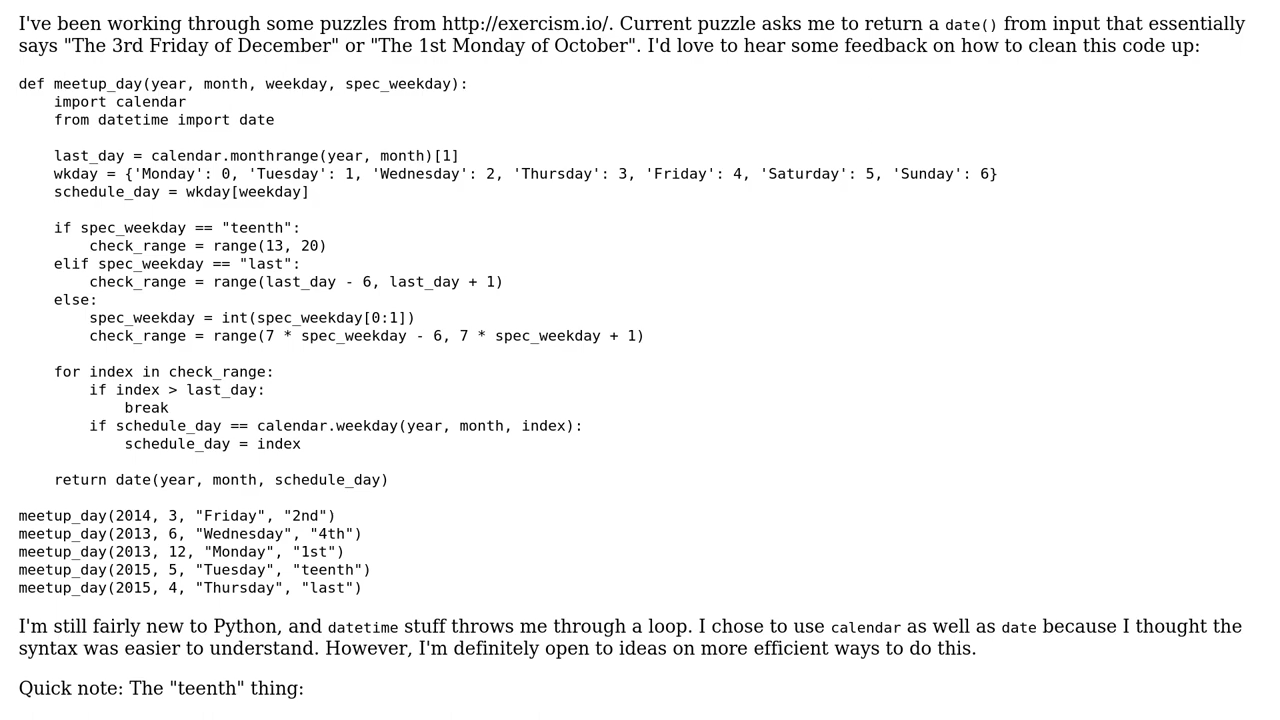 I've been working through some puzzles from http://exercism.io/. Current puzzle asks me to return a date() from input that essentially
says "The 3rd Friday of December" or "The 1st Monday of October". I'd love to hear some feedback on how to clean this code up:
def meetup_day(year, month, weekday, spec_weekday):
    import calendar
    from datetime import date

    last_day = calendar.monthrange(year, month)[1]
    wkday = {'Monday': 0, 'Tuesday': 1, 'Wednesday': 2, 'Thursday': 3, 'Friday': 4, 'Saturday': 5, 'Sunday': 6}
    schedule_day = wkday[weekday]

    if spec_weekday == "teenth":
        check_range = range(13, 20)
    elif spec_weekday == "last":
        check_range = range(last_day - 6, last_day + 1)
    else:
        spec_weekday = int(spec_weekday[0:1])
        check_range = range(7 * spec_weekday - 6, 7 * spec_weekday + 1)

    for index in check_range:
        if index > last_day:
            break
        if schedule_day == calendar.weekday(year, month, index):
            schedule_day = index

    return date(year, month, schedule_day)

meetup_day(2014, 3, "Friday", "2nd")
meetup_day(2013, 6, "Wednesday", "4th")
meetup_day(2013, 12, "Monday", "1st")
meetup_day(2015, 5, "Tuesday", "teenth")
meetup_day(2015, 4, "Thursday", "last")
I'm still fairly new to Python, and datetime stuff throws me through a loop. I chose to use calendar as well as date because I thought the
syntax was easier to understand. However, I'm definitely open to ideas on more efficient ways to do this.
Quick note: The "teenth" thing: